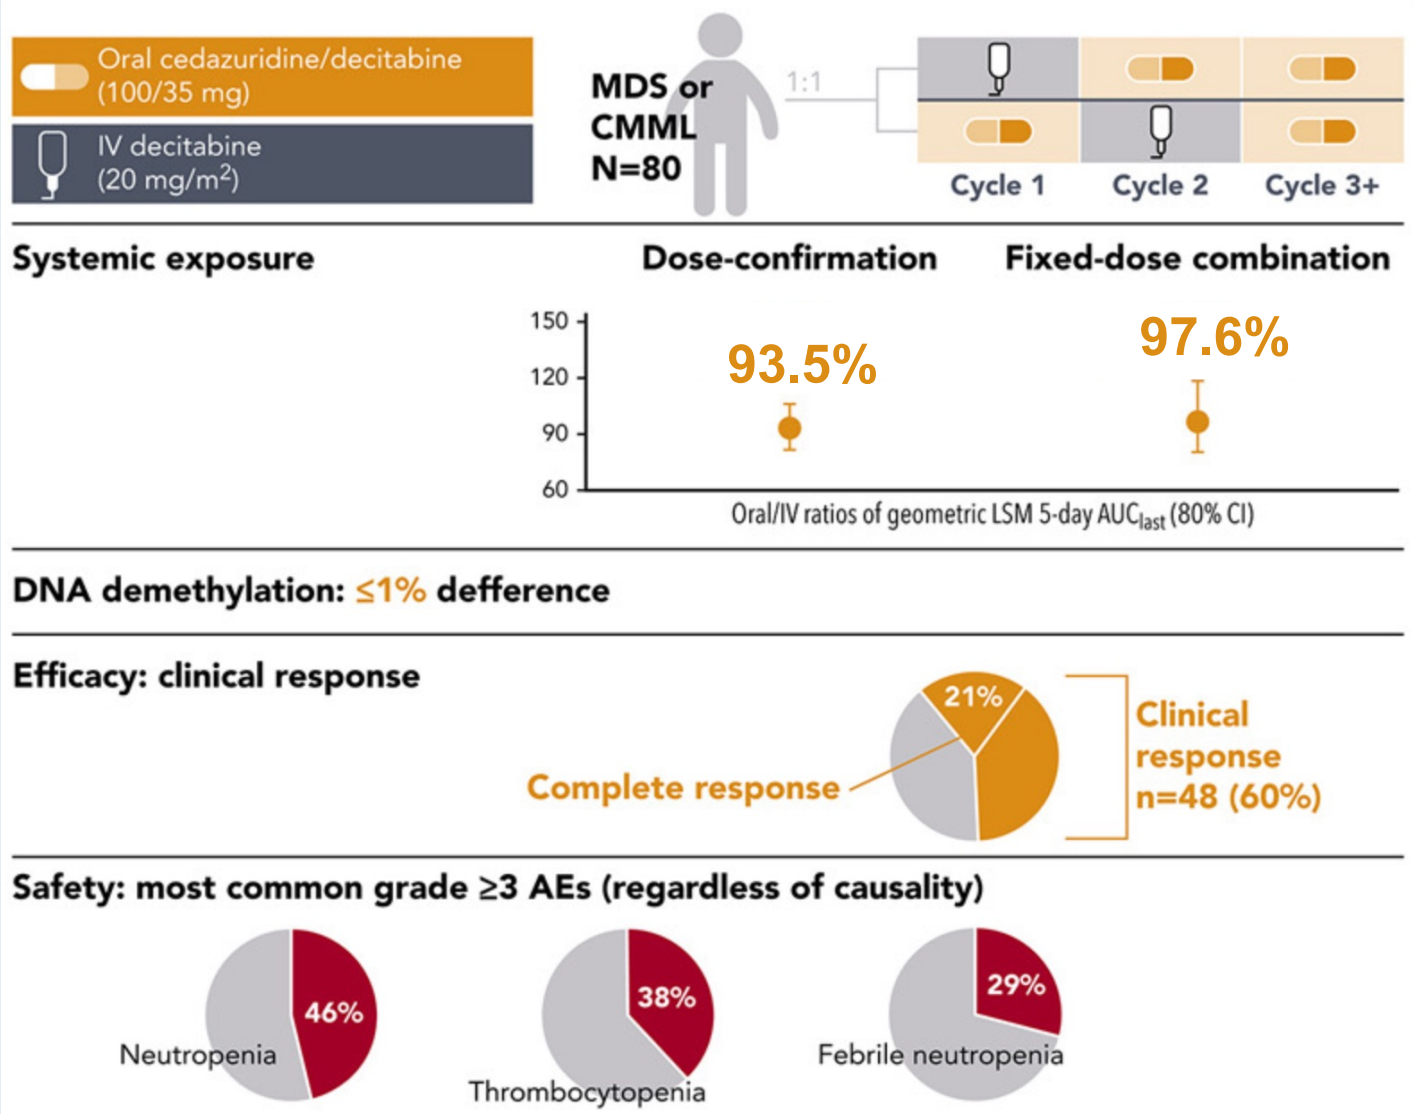 Oral cedazuridine/decitabine
(100/35 mg)
IV decitabine
(20 mg/m²)
MDS or
CMML
N=80
1:1
Cycle 1
Cycle 2
Cycle 3+
Systemic exposure
Dose-confirmation
Fixed-dose combination
150
120
90
60
93.5%
97.6%
Oral/IV ratios of geometric LSM 5-day AUClast (80% CI)
DNA demethylation: ≤1% defference
Efficacy: clinical response
21%
Complete response
Clinical
response
n=48 (60%)
Safety: most common grade ≥3 AEs (regardless of causality)
46%
Neutropenia
38%
Thrombocytopenia
29%
Febrile neutropenia